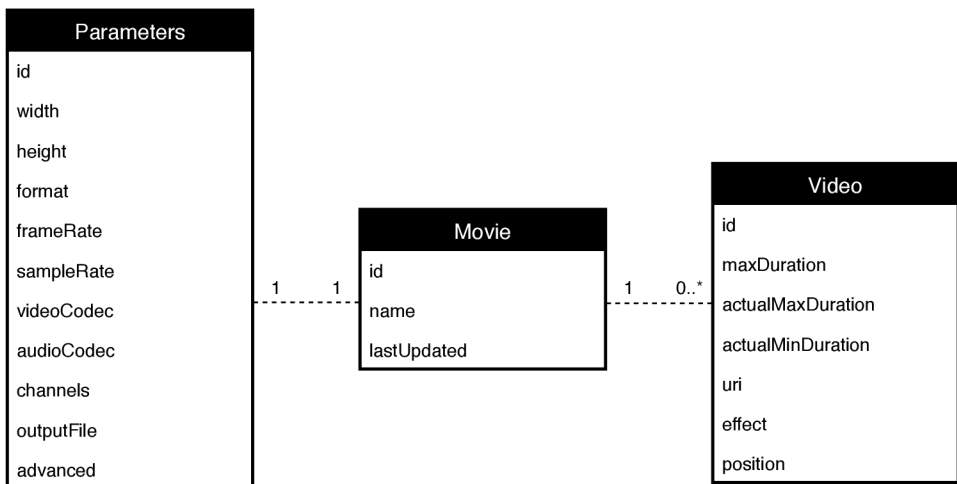 Parameters
id
width
height
format
frameRate
sampleRate
videoCodec
audioCodec
channels
outputFile
advanced
1 1
Movie
id
name
lastUpdated
1 0..*
Video
id
maxDuration
actualMaxDuration
actualMinDuration
uri
effect
position